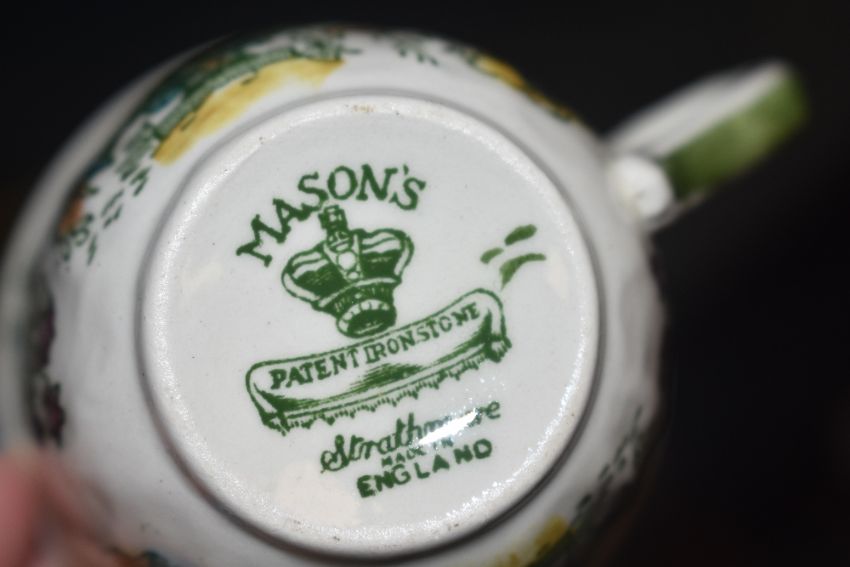 MASON'S
PATENT IRONSTONE
Strathmore
MADE IN
ENGLAND